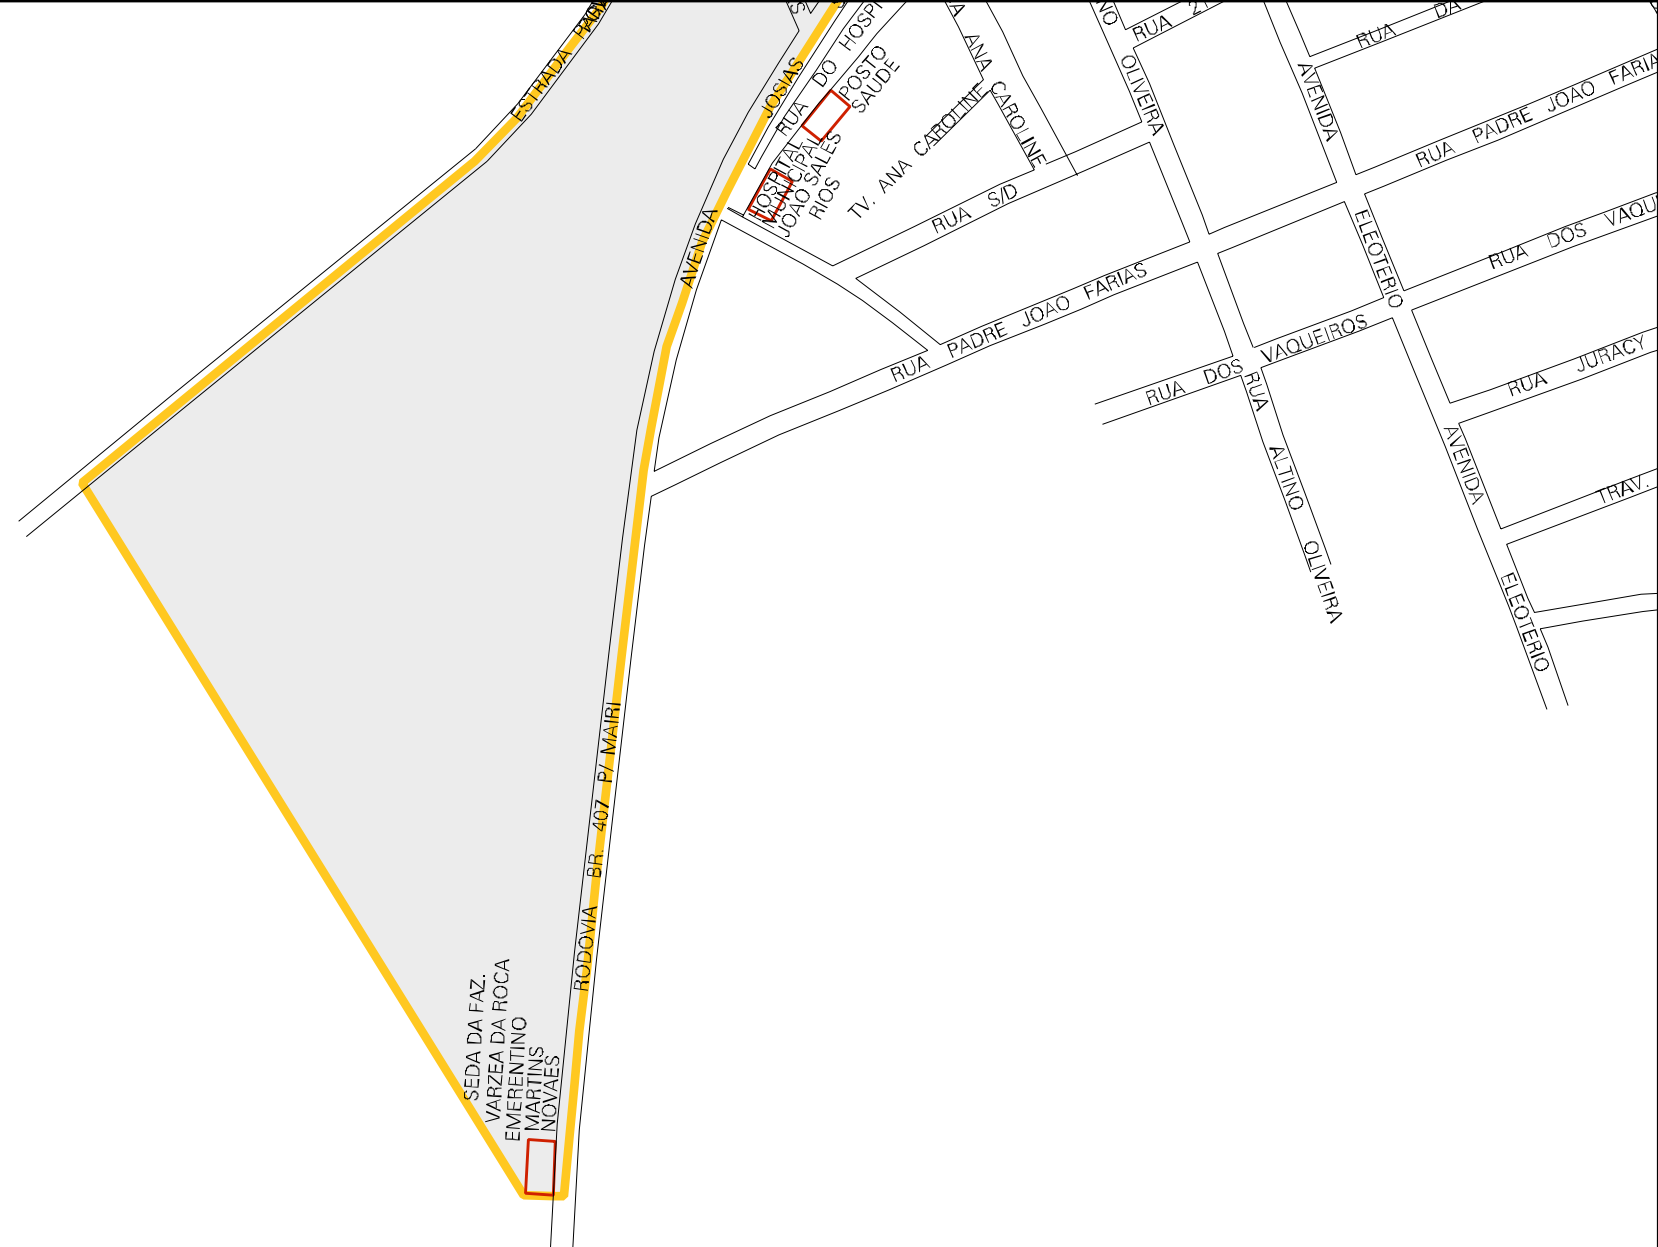 ESTRADA
JOSIAS
AVENIDA
RUA DO
POSTO
SAUDE
HOSPITAL
MUNICIPAL
JOAO SALES
RIOS
ANA CAROLINE
TV. ANA CAROLINE
RUA S/D
OLIVEIRA
RUA
AVENIDA
ELEOTERIO
RUA DA
RUA PADRE JOAO FARIA
RUA PADRE JOAO FARIAS
RUA DOS VAQU
RUA DOS VAQUEIROS
RUA JURACY
RUA ALTINO OLIVEIRA
AVENIDA
ELEOTERIO
TRAV.
RODOVIA BR. 407 P/ MAIRI
SEDA DA FAZ.
VARZEA DA ROCA
EMERENTINO
MARTINS
NOVAES